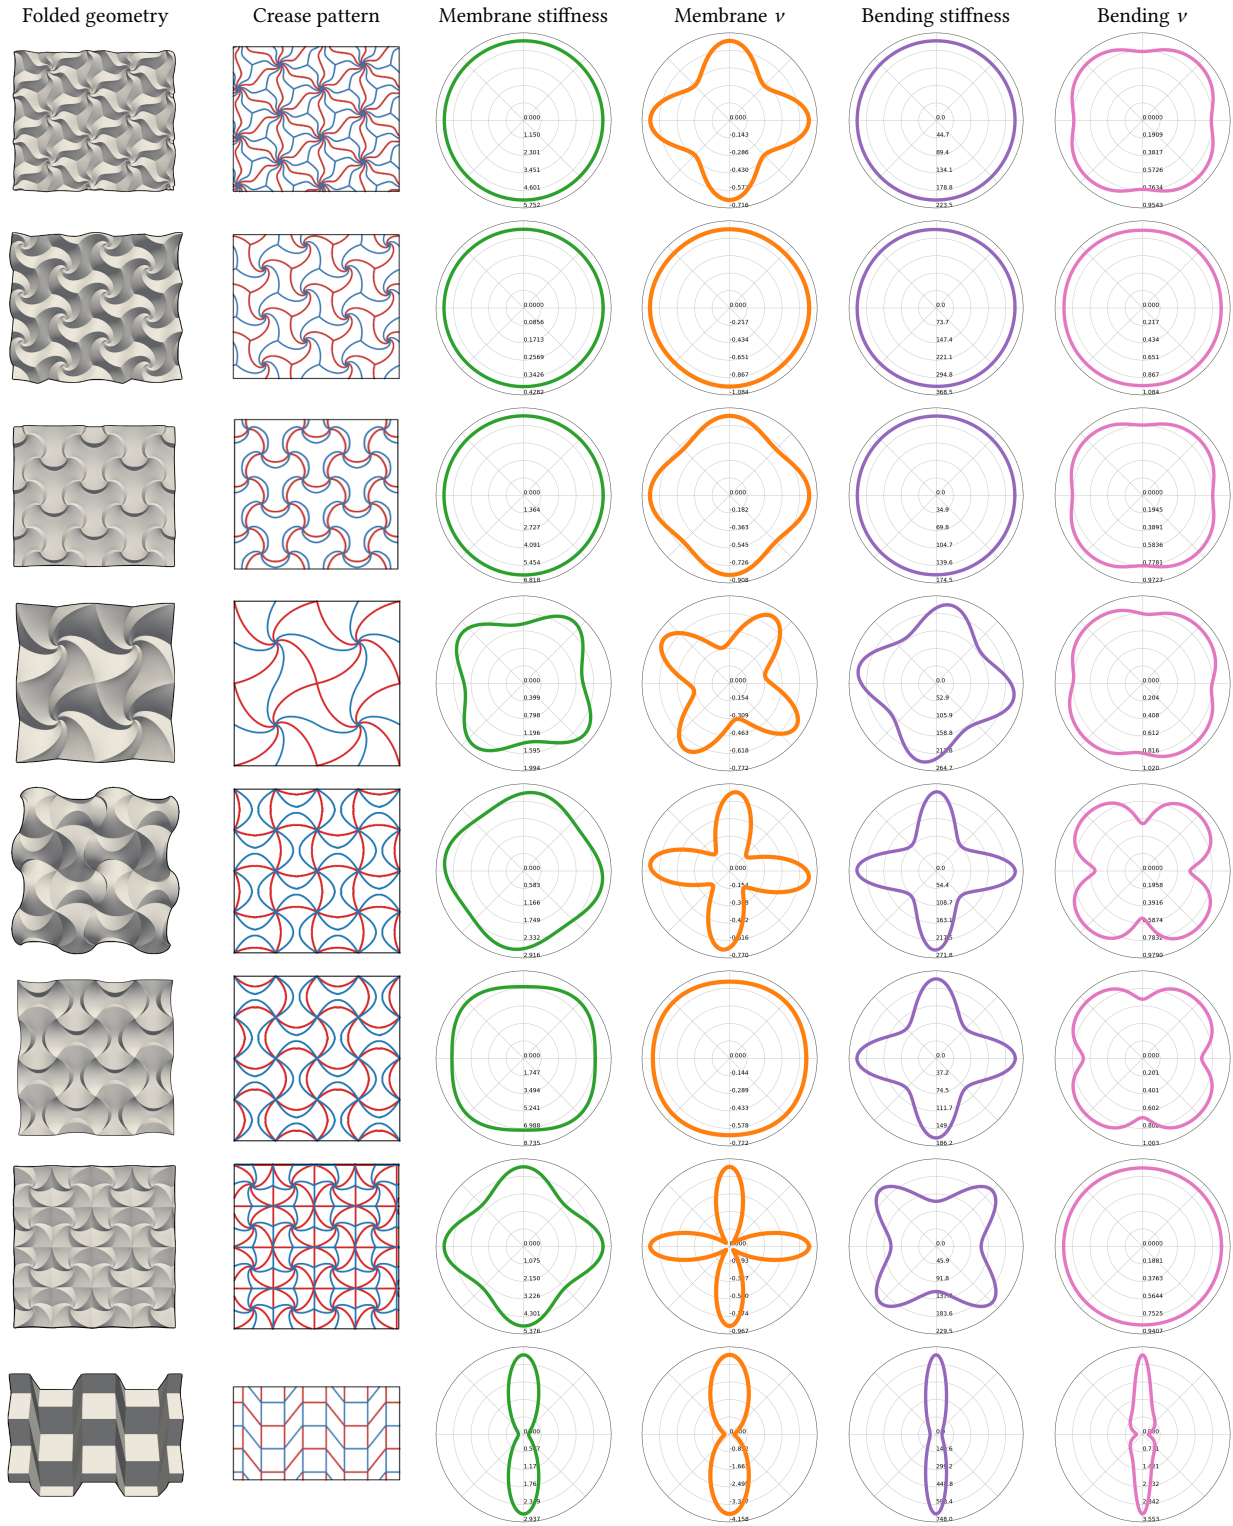 Folded geometry Crease pattern Membrane stiffness Membrane ν Bending stiffness Bending ν
0.000 0.000 0.0 0.0000
1.150 -0.143 44.7 0.1909
2.301 -0.286 89.4 0.3817
3.451 -0.430 134.1 0.5726
4.601 178.8 0.7634
5.752 -0.716 223.5 0.9543
0.0000 0.000 0.0 0.000
0.0856 -0.217 73.7 0.217
0.1713 -0.434 147.4 0.434
0.2569 -0.651 221.1 0.651
0.3426 -0.867 294.8 0.867
0.4282 -1.084 368.5 1.084
0.000 0.000 0.0 0.0000
1.364 -0.182 34.9 0.1945
2.727 -0.363 69.8 0.3891
4.091 -0.545 104.7 0.5836
5.454 -0.726 139.6 0.7781
6.818 -0.908 174.5 0.9727
0.000 0.000 0.0 0.000
0.399 -0.154 52.9 0.204
0.798 -0.309 105.9 0.408
1.196 -0.463 158.8 0.612
1.595 -0.618 0.816
1.994 -0.772 264.7 1.020
0.000 0.000 0.0 0.0000
0.583 -0.154 54.4 0.1958
1.166 108.7 0.3916
1.749 163.1 0.5874
2.332 0.7832
2.916 -0.770 271.8 0.9790
0.000 0.000 0.0 0.000
1.747 -0.144 37.2 0.201
3.494 -0.289 74.5 0.401
5.241 -0.433 111.7 0.602
6.988 -0.578
8.735 -0.722 186.2 1.003
0.000 0.0 0.0000
1.075 45.9 0.1881
2.150 91.8 0.3763
3.226 0.5644
4.301 183.6 0.7525
5.376 -0.967 229.5 0.9407
2.937 -4.158 748.0 3.553